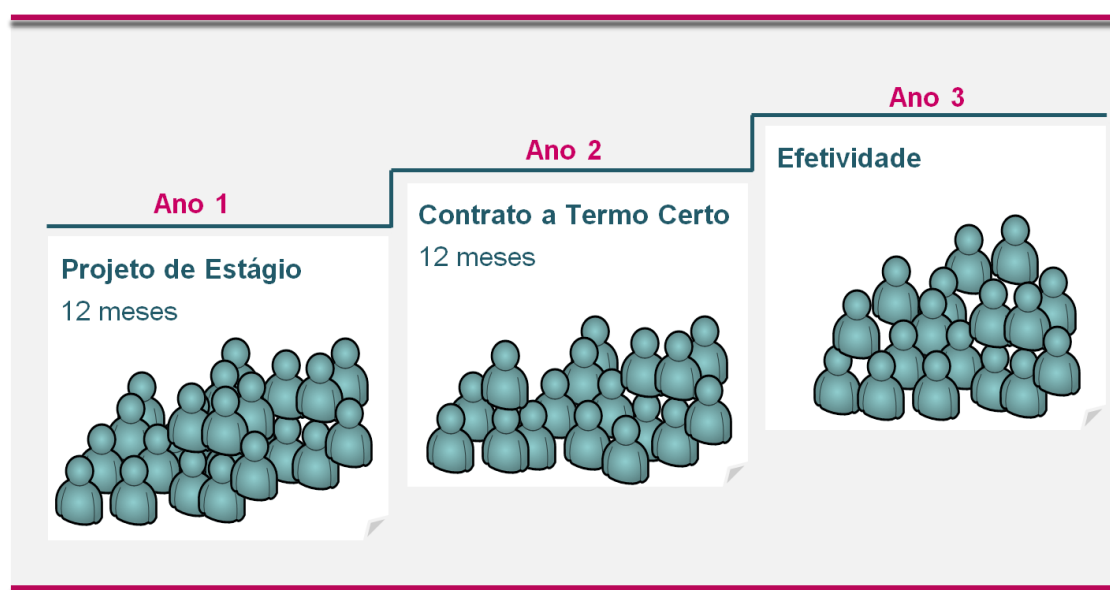 Ano 1
Projeto de Estágio
12 meses
Ano 2
Contrato a Termo Certo
12 meses
Ano 3
Efetividade